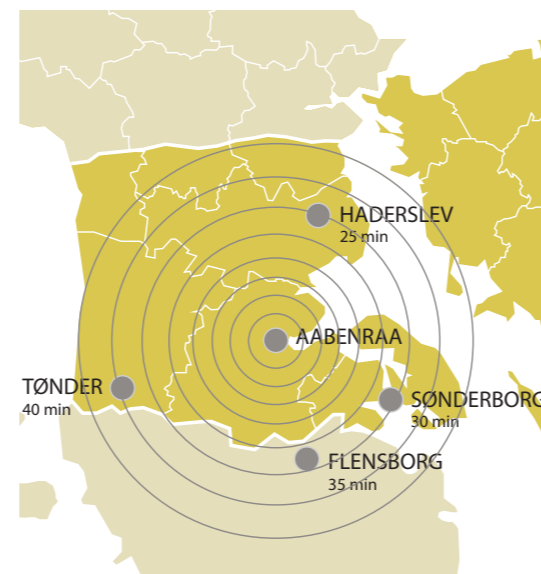 HADERSLEV
25 min
AABENRAA
TØNDER
40 min
SØNDERBORG
30 min
FLENSBORG
35 min